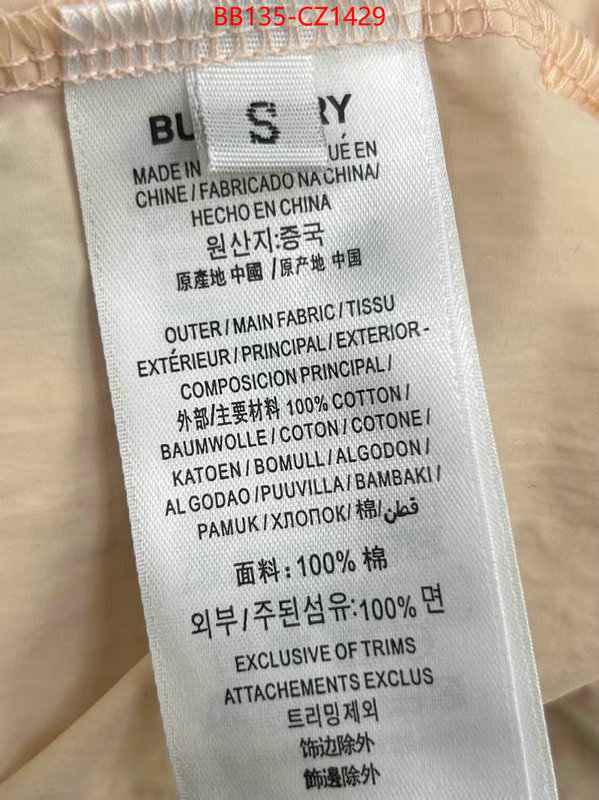 BB135-CZ1429
S
BU RY
MADE IN UÉ EN
CHINE / FABRICADO NA CHINA/
HECHO EN CHINA
원산지:중국
原產地 中國 /原产地 中国
OUTER / MAIN FABRIC / TISSU
EXTÉRIEUR / PRINCIPAL / EXTERIOR-
COMPOSICION PRINCIPAL /
外部/主要材料 100% COTTON /
BAUMWOLLE / COTON / COTONE /
KATOEN / BOMULL / ALGODON /
AL GODAO / PUUVILLA / BAMBAKI /
PAMUK / ХЛОПОК/ 棉/ قطن/
面料：100% 棉
외부 / 주된섬유:100% 면
EXCLUSIVE OF TRIMS
ATTACHEMENTS EXCLUS
트리밍제외
饰边除外
飾邊除外